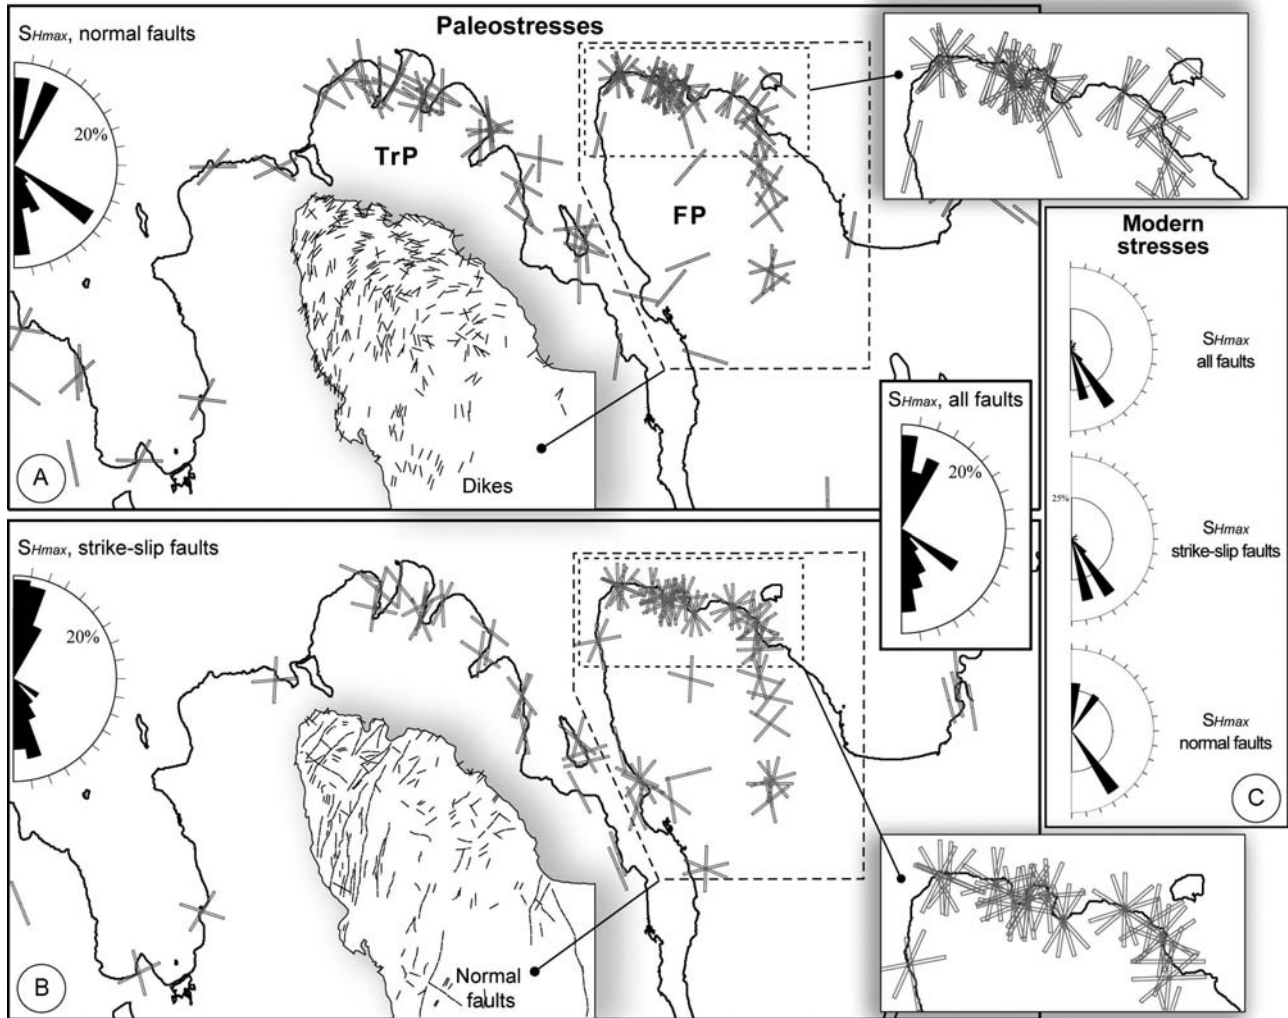 Paleostresses
SHmax, normal faults
20%
TrP
FP
Dikes
A
Modern
stresses
SHmax
all faults
25%
SHmax
strike-slip faults
SHmax
normal faults
C
SHmax, all faults
20%
SHmax, strike-slip faults
20%
Normal
faults
B